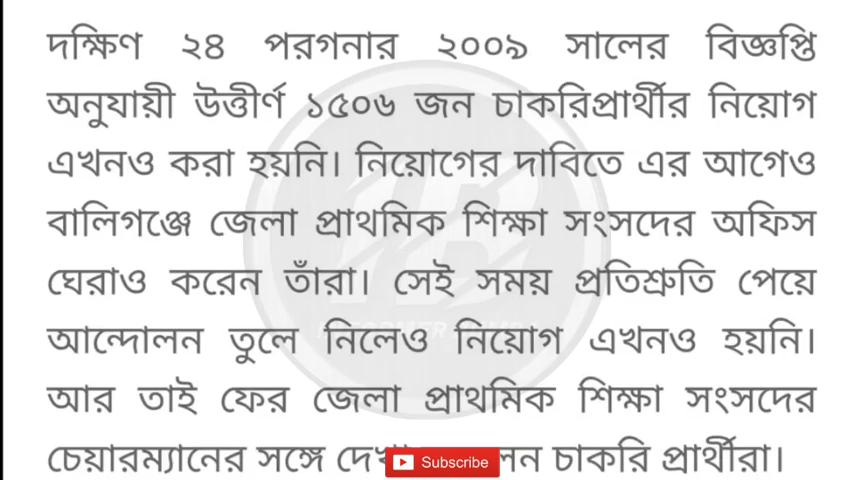 দক্ষিণ ২৪ পরগনার ২০০৯ সালের বিজ্ঞপ্তি
অনুযায়ী উত্তীর্ণ ১৫০৬ জন চাকরিপ্রার্থীর নিয়োগ
এখনও করা হয়নি। নিয়োগের দাবিতে এর আগেও
বালিগঞ্জে জেলা প্রাথমিক শিক্ষা সংসদের অফিস
ঘেরাও করেন তাঁরা। সেই সময় প্রতিশ্রুতি পেয়ে
আন্দোলন তুলে নিলেও নিয়োগ এখনও হয়নি।
আর তাই ফের জেলা প্রাথমিক শিক্ষা সংসদের
চেয়ারম্যানের সঙ্গে চাকরি প্রার্থীরা।
Subscribe